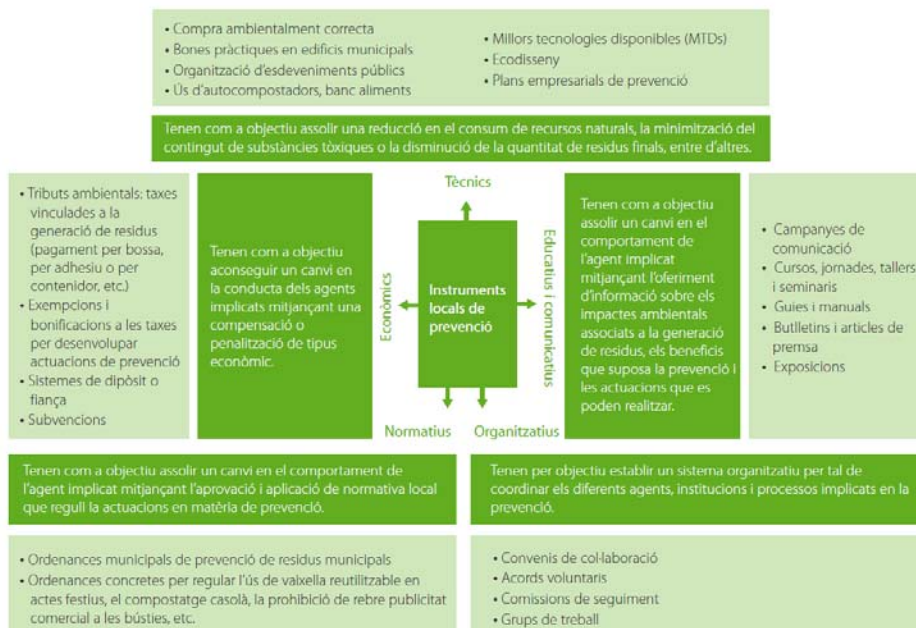 • Compra ambientalment correcta
• Bones pràctiques en edificis municipals
• Organització d'esdeveniments públics
• Ús d'autocompostadors, banc aliments
• Millors tecnologies disponibles (MTDs)
• Ecodisseny
• Plans empresarials de prevenció
Tenen com a objectiu assolir una reducció en el consum de recursos naturals, la minimització del
contingut de substàncies tòxiques o la disminució de la quantitat de residus finals, entre d'altres.
• Tributs ambientals: taxes
vinculades a la
generació de residus
(pagament per bossa,
per adhesiu o per
contenidor, etc.)
• Exempcions i
bonificacions a les taxes
per desenvolupar
actuacions de prevenció
• Sistemes de dipòsit o
fiança
• Subvencions
Tenen com a objectiu
aconseguir un canvi en
la conducta dels agents
implicats mitjançant una
compensació o
penalització de tipus
econòmic.
Tècnics
Econòmics
Instruments
locals de
prevenció
Educatius i comunicatius
Normatius
Organitzatius
Tenen com a objectiu
assolir un canvi en el
comportament de
l'agent implicat
mitjançant l'oferiment
d'informació sobre els
impactes ambientals
associats a la generació
de residus, els beneficis
que suposa la prevenció i
les actuacions que es
poden realitzar.
• Campanyes de
comunicació
• Cursos, jornades, tallers
i seminaris
• Guies i manuals
• Butlletins i articles de
premsa
• Exposicions
Tenen com a objectiu assolir un canvi en el comportament de
l'agent implicat mitjançant l'aprovació i aplicació de normativa local
que regull la actuacions en matèria de prevenció.
Tenen per objectiu establir un sistema organitzatiu per tal de
coordinar els diferents agents, institucions i processos implicats en la
prevenció.
• Ordenances municipals de prevenció de residus municipals
• Ordenances concretes per regular l'ús de vaixella reutilitzable en
actes festius, el compostatge casolà, la prohibició de rebre publicitat
comercial a les bústies, etc.
• Convenis de col·laboració
• Acords voluntaris
• Comissions de seguiment
• Grups de treball